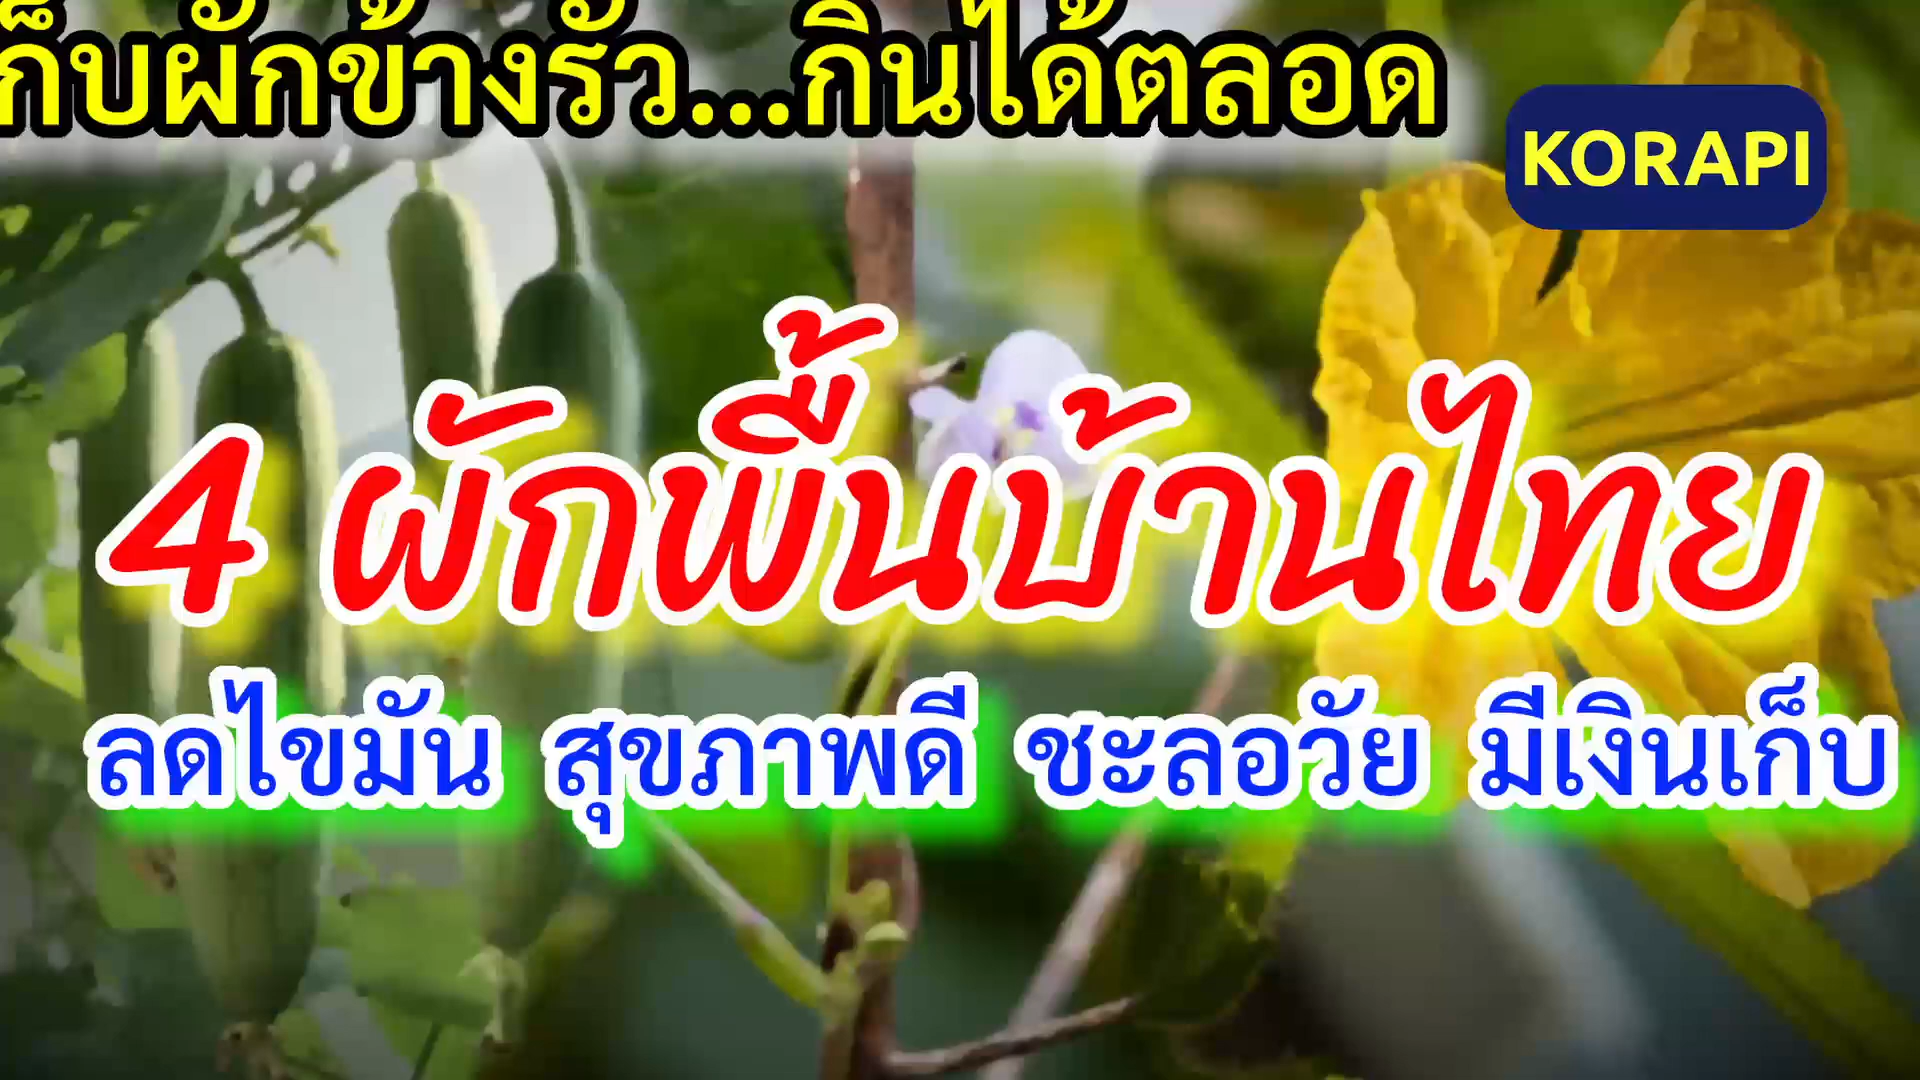 เก็บผักข้างรัว...กินได้ตลอด
KORAPI
4 ผักพื้นบ้านไทย
ลดไขมัน สุขภาพดี ชะลอวัย มีเงินเก็บ